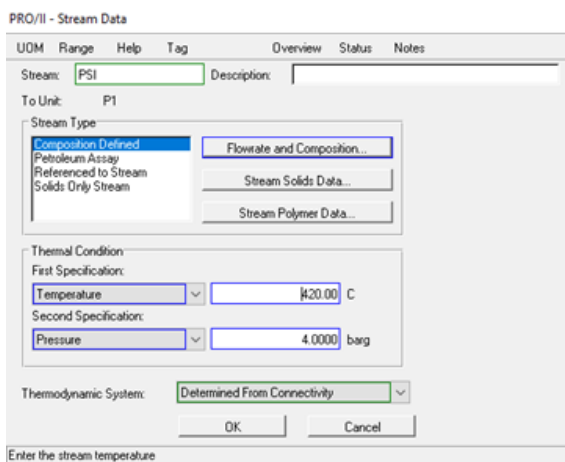 PRO/II - Stream Data
UOM Range Help Tag Overview Status Notes
Stream: PSI Description:
To Unit: P1
Stream Type
Composition Defined
Petroleum Assay
Referenced to Stream
Solids Only Stream
Flowrate and Composition...
Stream Solids Data...
Stream Polymer Data...
Thermal Condition
First Specification:
Temperature 420.00 C
Second Specification:
Pressure 4.0000 barg
Thermodynamic System: Determined From Connectivity
OK Cancel
Enter the stream temperature